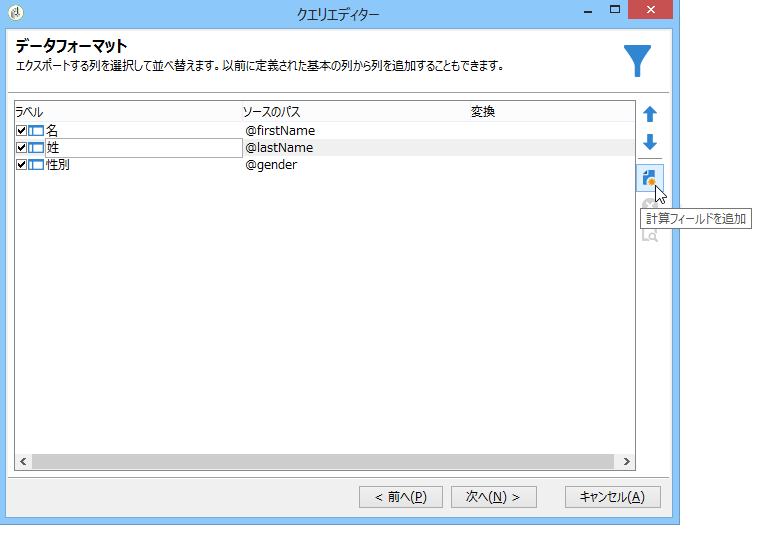 クエリエディター
データフォーマット
エクスポートする列を選択して並べ替えます。以前に定義された基本の列から列を追加することもできます。
ラベル ソースのパス 変換
名 @firstName
姓 @lastName
性別 @gender
計算フィールドを追加
< 前へ(P) 次へ(N) > キャンセル(A)